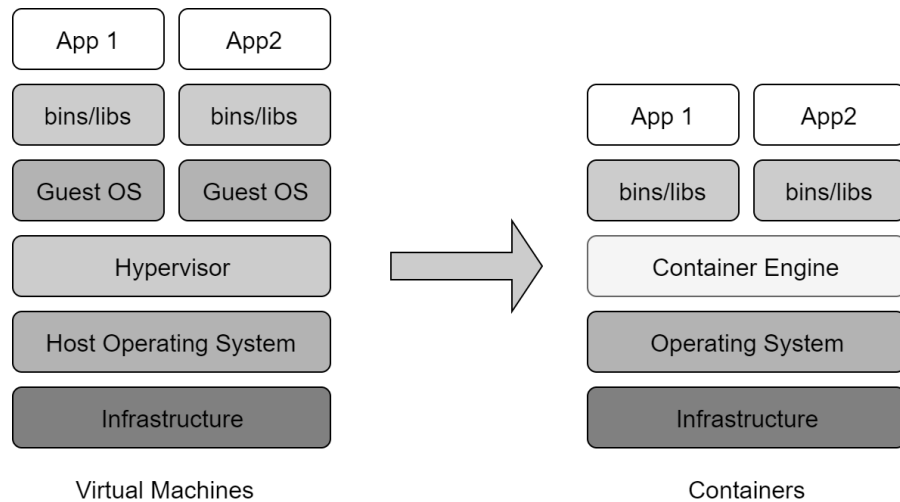 App 1
App2
bins/libs
bins/libs
Guest OS
Guest OS
Hypervisor
Host Operating System
Infrastructure
Virtual Machines
App 1
App2
bins/libs
bins/libs
Container Engine
Operating System
Infrastructure
Containers